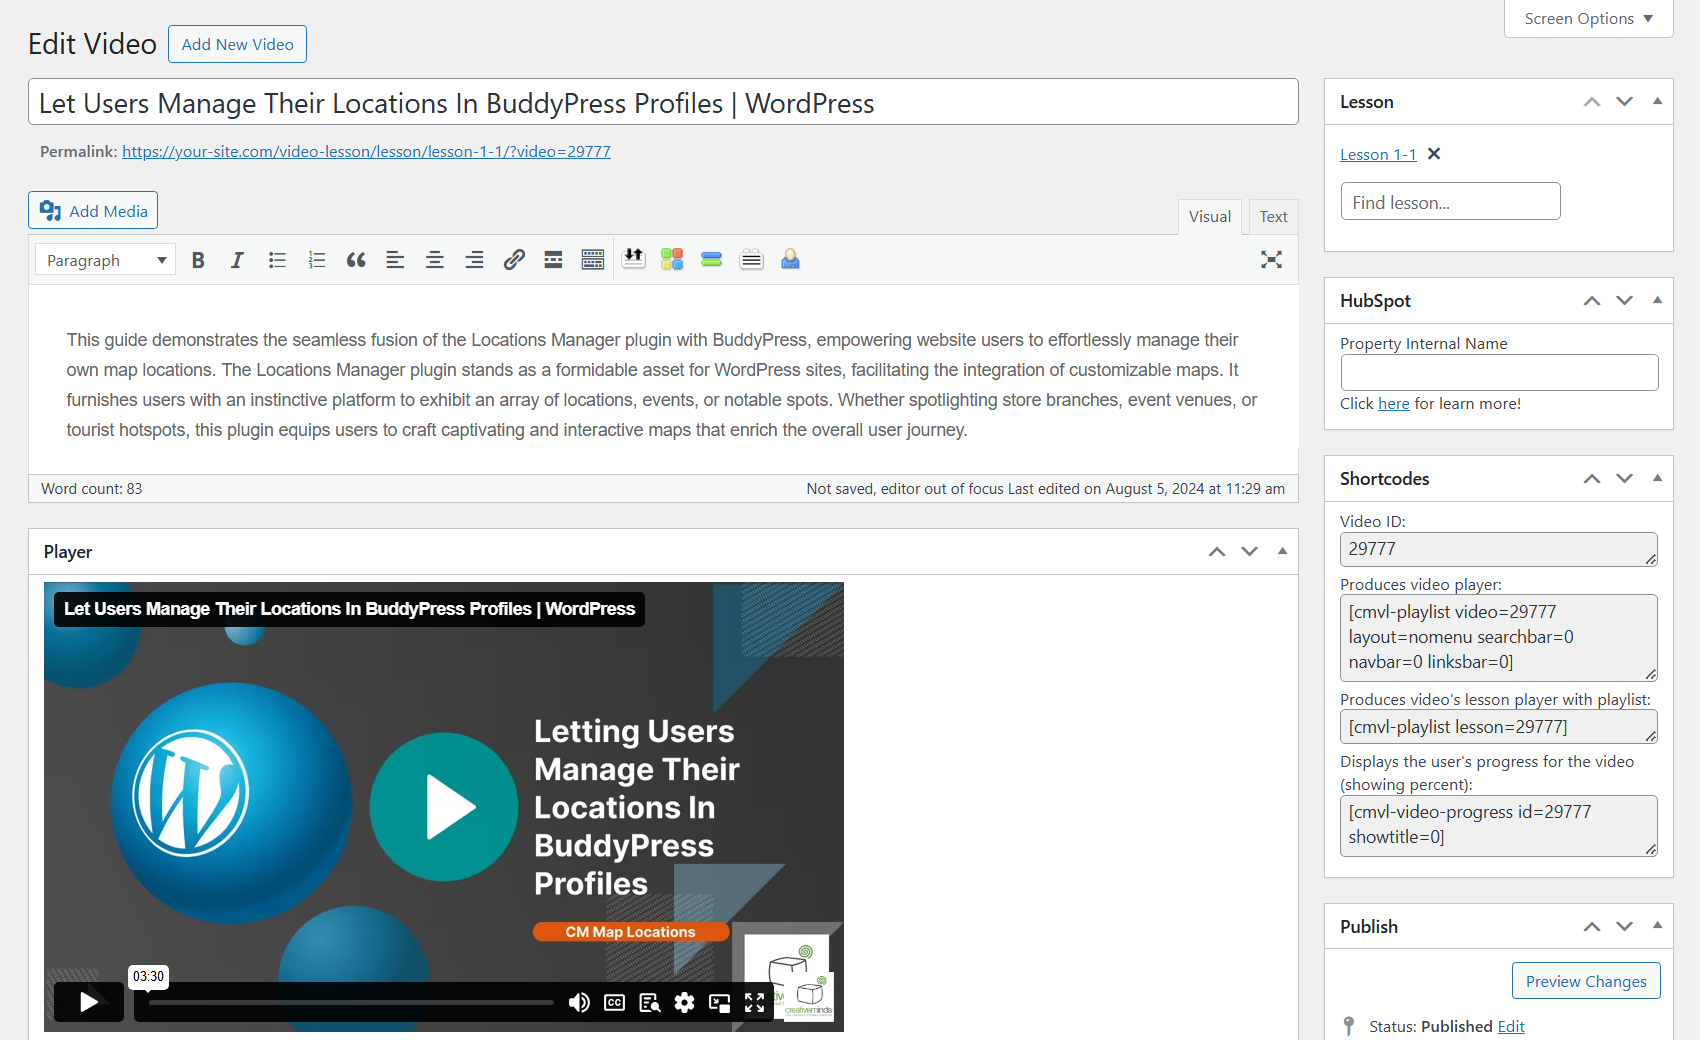 Screen Options
Edit Video
Add New Video
Let Users Manage Their Locations In BuddyPress Profiles | WordPress
Permalink: https://your-site.com/video-lesson/lesson/lesson-1-1/?video=29777
Add Media
Visual
Text
Paragraph
This guide demonstrates the seamless fusion of the Locations Manager plugin with BuddyPress, empowering website users to effortlessly manage their
own map locations. The Locations Manager plugin stands as a formidable asset for WordPress sites, facilitating the integration of customizable maps. It
furnishes users with an instinctive platform to exhibit an array of locations, events, or notable spots. Whether spotlighting store branches, event venues, or
tourist hotspots, this plugin equips users to craft captivating and interactive maps that enrich the overall user journey.
Word count: 83
Not saved, editor out of focus Last edited on August 5, 2024 at 11:29 am
Player
Let Users Manage Their Locations In BuddyPress Profiles | WordPress
Letting Users
Manage Their
Locations In
BuddyPress
Profiles
CM Map Locations
creativeminds
03:30
CC
Lesson
Lesson 1-1
Find lesson...
HubSpot
Property Internal Name
Click here for learn more!
Shortcodes
Video ID:
29777
Produces video player:
[cmvl-playlist video=29777
layout=nomenu searchbar=0
navbar=0 linksbar=0]
Produces video's lesson player with playlist:
[cmvl-playlist lesson=29777]
Displays the user's progress for the video
(showing percent):
[cmvl-video-progress id=29777
showtitle=0]
Publish
Preview Changes
Status: Published Edit